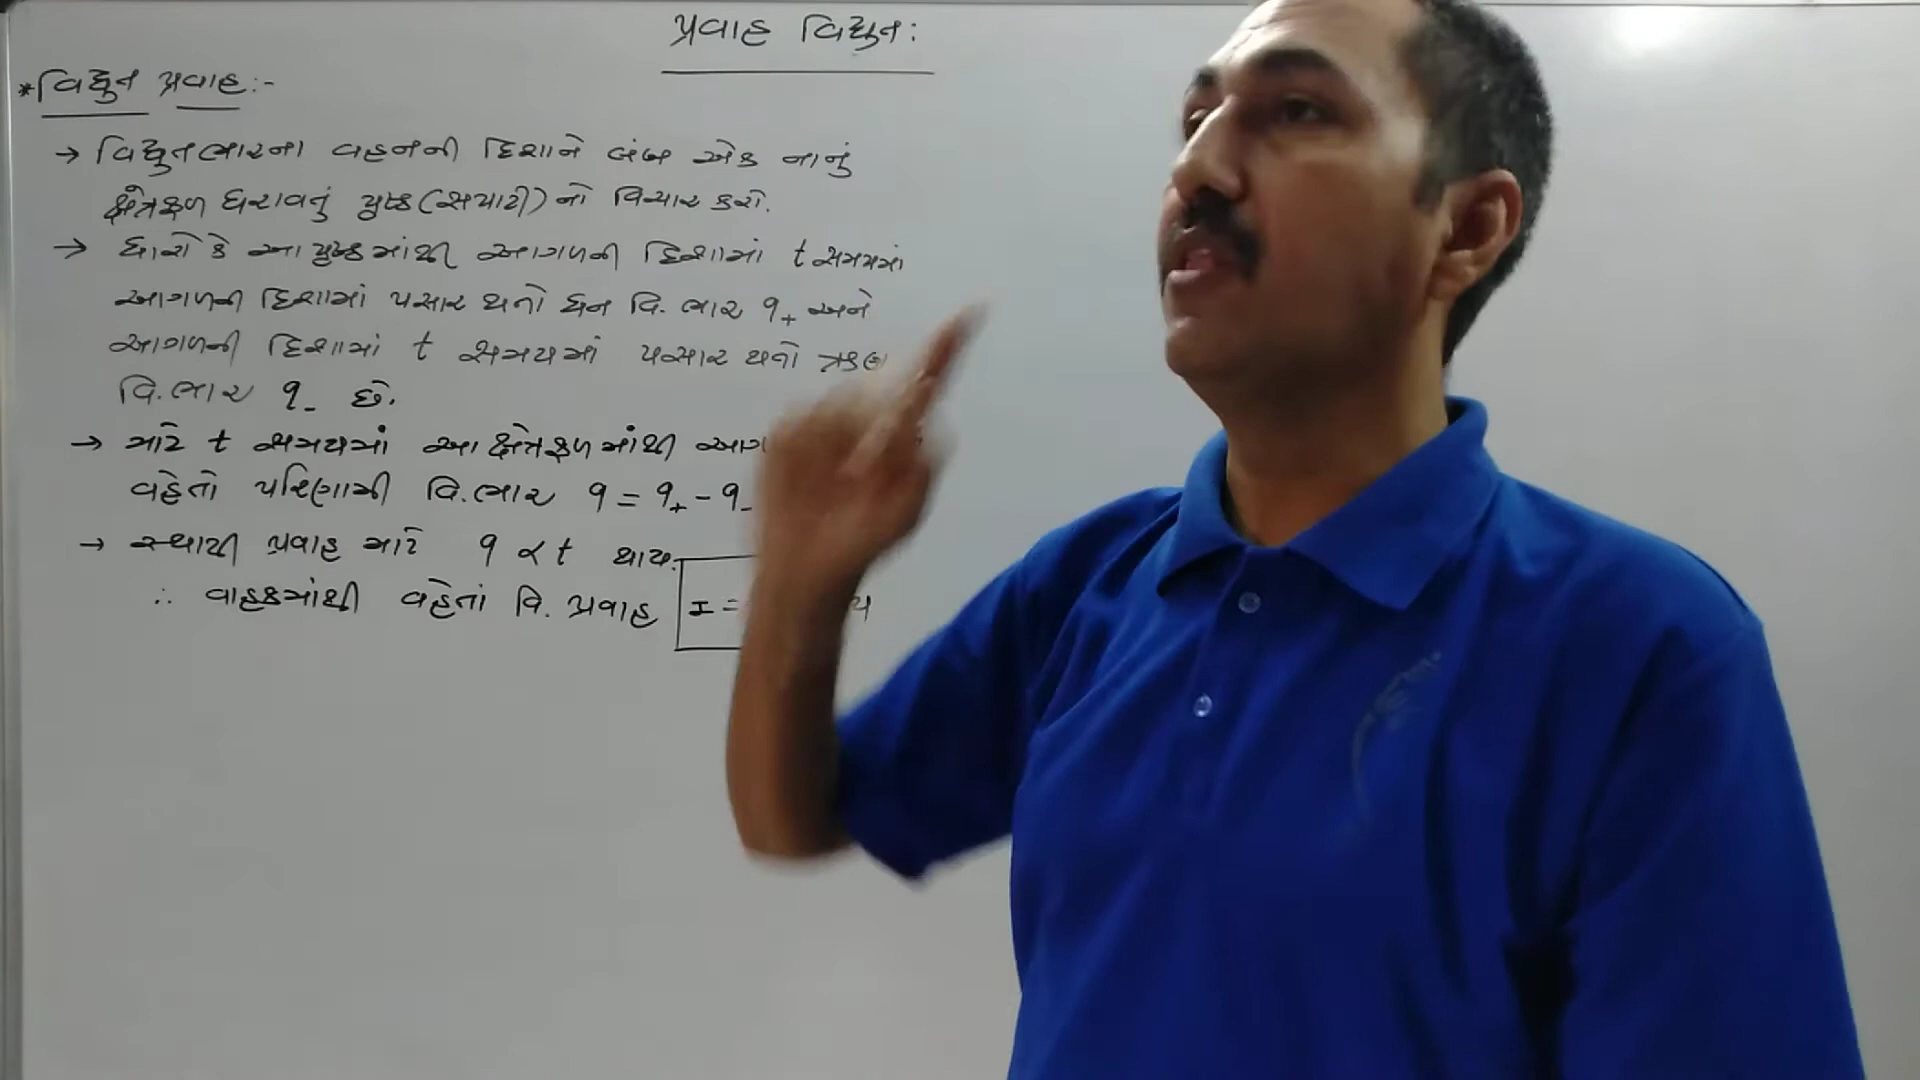 પ્રવાહ વિદ્યુત :
* વિદ્યુત પ્રવાહ :-
→ વિદ્યુતભારના વહનની દિશાને લંબ એક નાનું
ક્ષેત્રફળ ધરાવતું પૃષ્ઠ (સપાટી) નો વિચાર કરો.
→ ધારો કે આ પૃષ્ઠમાંથી આગળની દિશામાં t સમયમાં
આગળની દિશામાં પસાર થતો ધન વિ. ભાર q₊ અને
આગળની દિશામાં t સમયમાં પસાર થતો ઋણ
વિ.ભાર q₋ છે.
→ માટે t સમયમાં આ ક્ષેત્રફળમાંથી
વહેતો પરિણામી વિ.ભાર q = q₊ - q₋
→ સ્થાયી પ્રવાહ માટે q ∝ t થાય.
∴ વાહકમાંથી વહેતાં વિ. પ્રવાહ I =